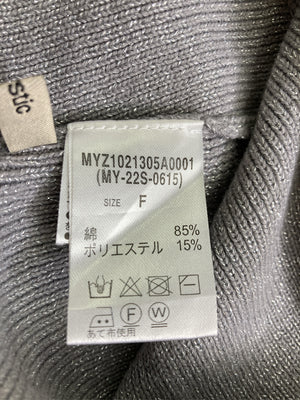 stic
MYZ1021305A0001
(MY-22S-0615)
SIZE F
綿 85%
ポリエステル 15%
F W
あて布使用